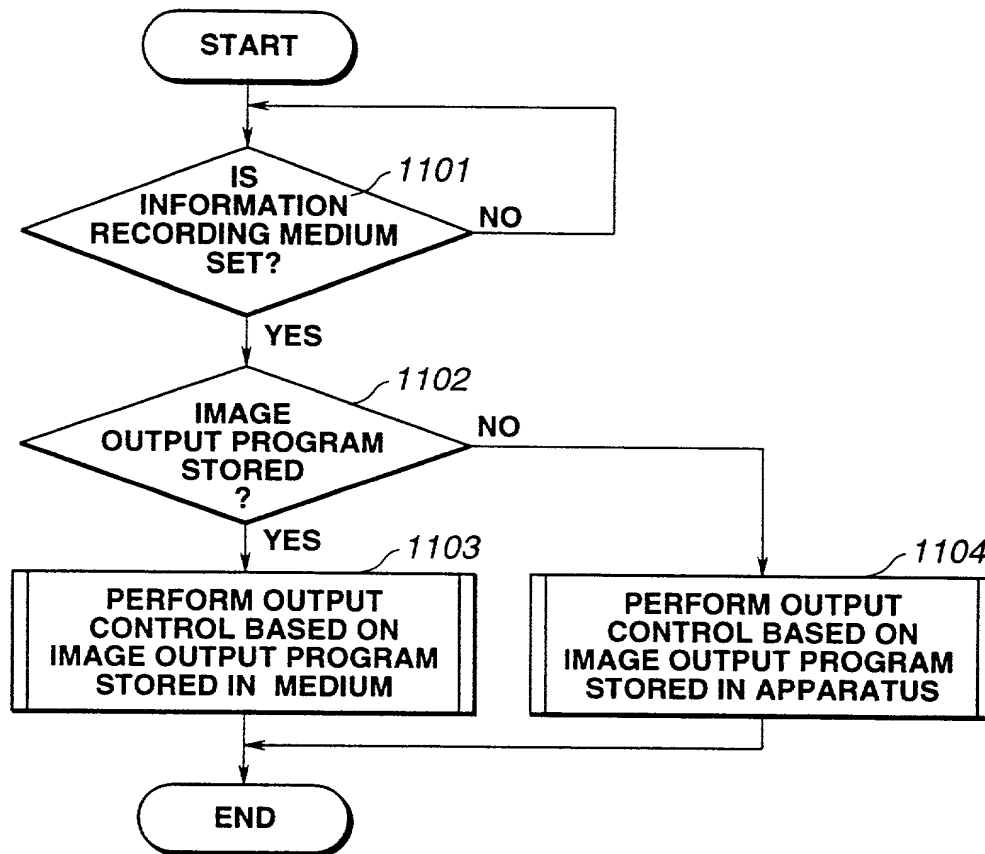 START
1101
IS
INFORMATION
RECORDING MEDIUM
SET?
NO
YES
1102
IMAGE
OUTPUT PROGRAM
STORED
?
NO
YES
1103
PERFORM OUTPUT
CONTROL BASED ON
IMAGE OUTPUT PROGRAM
STORED IN MEDIUM
1104
PERFORM OUTPUT
CONTROL BASED ON
IMAGE OUTPUT PROGRAM
STORED IN APPARATUS
END